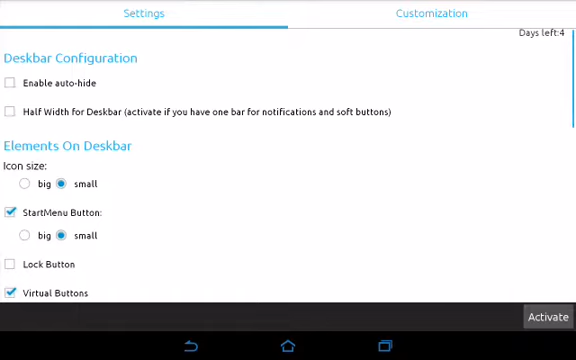 Settings
Customization
Days left:4
Deskbar Configuration
Enable auto-hide
Half Width for Deskbar (activate if you have one bar for notifications and soft buttons)
Elements On Deskbar
Icon size:
big small
StartMenu Button:
big small
Lock Button
Virtual Buttons
Activate